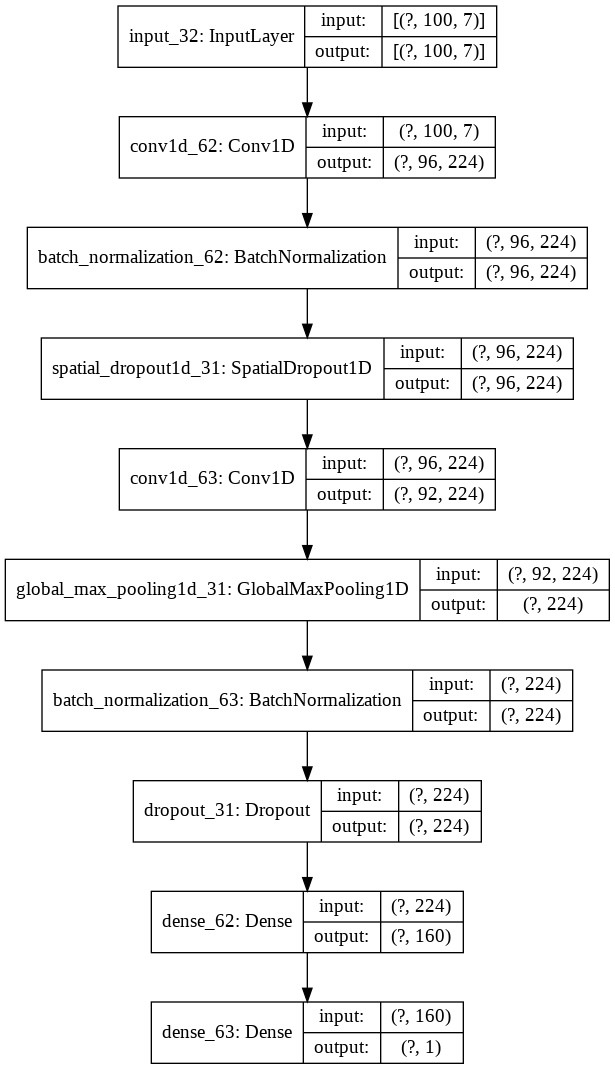 input_32: InputLayer
input: [(?, 100, 7)]
output: [(?, 100, 7)]
conv1d_62: Conv1D
input: (?, 100, 7)
output: (?, 96, 224)
batch_normalization_62: BatchNormalization
input: (?, 96, 224)
output: (?, 96, 224)
spatial_dropout1d_31: SpatialDropout1D
input: (?, 96, 224)
output: (?, 96, 224)
conv1d_63: Conv1D
input: (?, 96, 224)
output: (?, 92, 224)
global_max_pooling1d_31: GlobalMaxPooling1D
input: (?, 92, 224)
output: (?, 224)
batch_normalization_63: BatchNormalization
input: (?, 224)
output: (?, 224)
dropout_31: Dropout
input: (?, 224)
output: (?, 224)
dense_62: Dense
input: (?, 224)
output: (?, 160)
dense_63: Dense
input: (?, 160)
output: (?, 1)